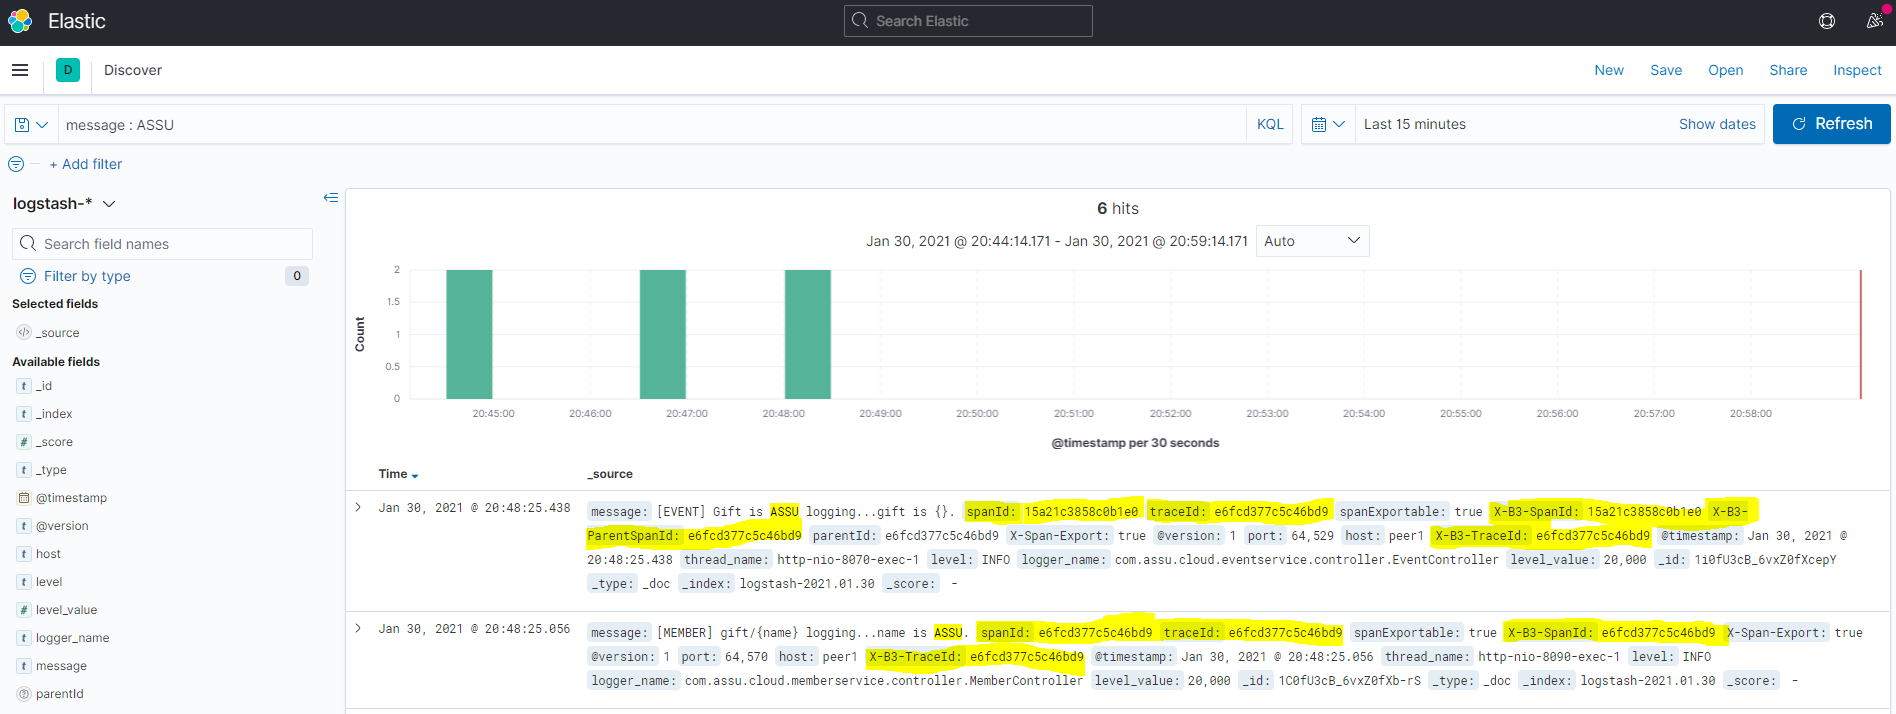 Elastic
Search Elastic
D
Discover
New Save Open Share Inspect
message : ASSU
KQL
Last 15 minutes
Show dates
Refresh
+ Add filter
logstash-*
Search field names
Filter by type
0
Selected fields
_source
Available fields
t _id
t _index
# _score
t _type
@timestamp
t @version
t host
t level
# level_value
t logger_name
t message
parentId
6 hits
Jan 30, 2021 @ 20:44:14.171 - Jan 30, 2021 @ 20:59:14.171
Auto
Count
2
1.5
1
0.5
0
20:45:00 20:46:00 20:47:00 20:48:00 20:49:00 20:50:00 20:51:00 20:52:00 20:53:00 20:54:00 20:55:00 20:56:00 20:57:00 20:58:00
@timestamp per 30 seconds
Time _source
Jan 30, 2021 @ 20:48:25.438 message: [EVENT] Gift is ASSU logging...gift is {}. spanId: 15a21c3858c0b1e0 traceId: e6fcd377c5c46bd9 spanExportable: true X-B3-SpanId: 15a21c3858c0b1e0 X-B3-
ParentSpanId: e6fcd377c5c46bd9 parentId: e6fcd377c5c46bd9 X-Span-Export: true @version: 1 port: 64,529 host: peer1 X-B3-TraceId: e6fcd377c5c46bd9 @timestamp: Jan 30, 2021 @
20:48:25.438 thread_name: http-nio-8070-exec-1 level: INFO logger_name: com.assu.cloud.eventservice.controller.EventController level_value: 20,000 _id: 1i0fU3cB_6vxZ0fXcepY
_type: _doc _index: logstash-2021.01.30 _score: -
Jan 30, 2021 @ 20:48:25.056 message: [MEMBER] gift/{name} logging...name is ASSU. spanId: e6fcd377c5c46bd9 traceId: e6fcd377c5c46bd9 spanExportable: true X-B3-SpanId: e6fcd377c5c46bd9 X-Span-Export: true
@version: 1 port: 64,570 host: peer1 X-B3-TraceId: e6fcd377c5c46bd9 @timestamp: Jan 30, 2021 @ 20:48:25.056 thread_name: http-nio-8090-exec-1 level: INFO
logger_name: com.assu.cloud.memberservice.controller.MemberController level_value: 20,000 _id: 1C0fU3cB_6vxZ0fXb-rS _type: _doc _index: logstash-2021.01.30 _score: -